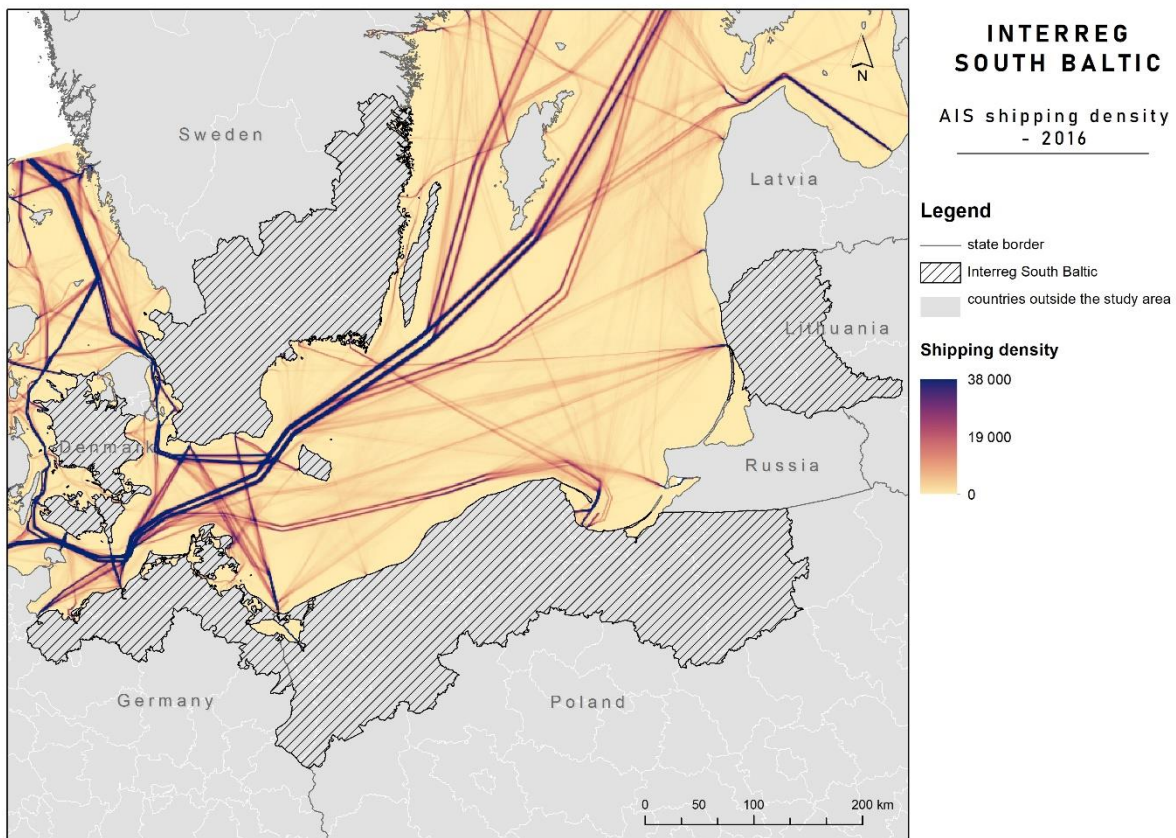 INTERREG
SOUTH BALTIC
AIS shipping density
- 2016
N
Sweden
Latvia
Lithuania
Denmark
Russia
Germany
Poland
Legend
state border
Interreg South Baltic
countries outside the study area
Shipping density
38 000
19 000
0
0 50 100 200 km